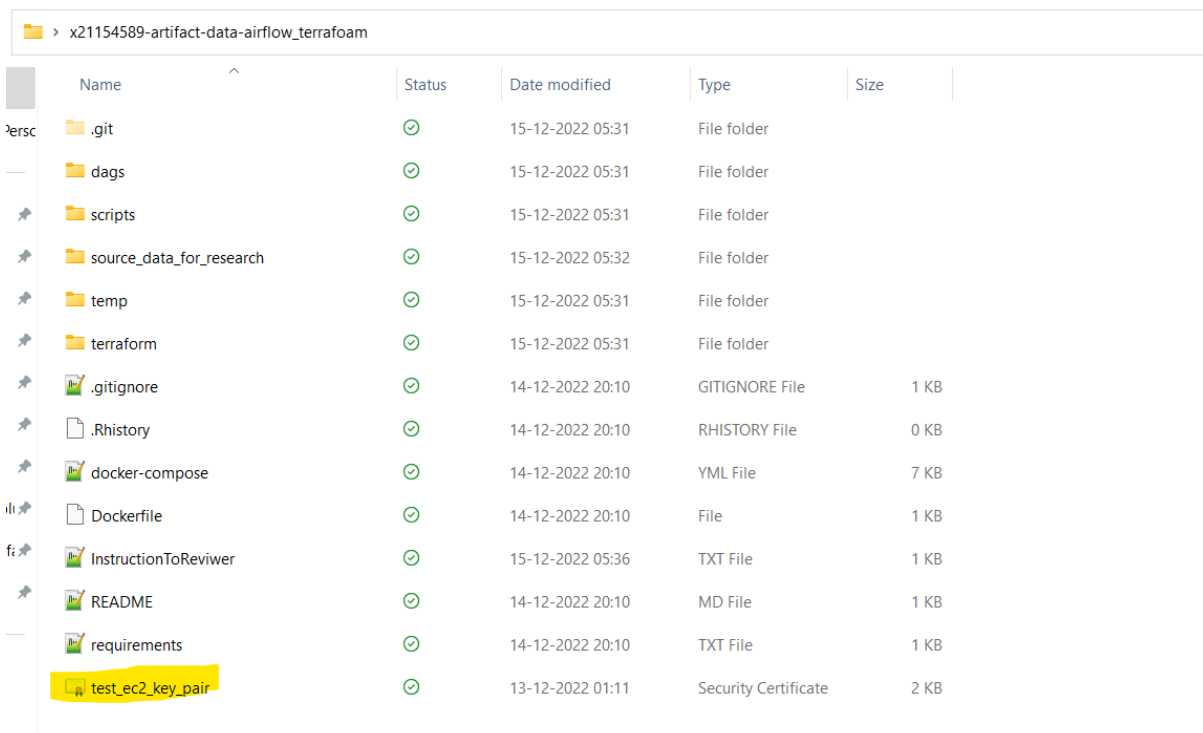 x21154589-artifact-data-airflow_terrafoam
Name Status Date modified Type Size
.git 15-12-2022 05:31 File folder
dags 15-12-2022 05:31 File folder
scripts 15-12-2022 05:31 File folder
source_data_for_research 15-12-2022 05:32 File folder
temp 15-12-2022 05:31 File folder
terraform 15-12-2022 05:31 File folder
.gitignore 14-12-2022 20:10 GITIGNORE File 1 KB
.Rhistory 14-12-2022 20:10 RHISTORY File 0 KB
docker-compose 14-12-2022 20:10 YML File 7 KB
Dockerfile 14-12-2022 20:10 File 1 KB
InstructionToReviwer 15-12-2022 05:36 TXT File 1 KB
README 14-12-2022 20:10 MD File 1 KB
requirements 14-12-2022 20:10 TXT File 1 KB
test_ec2_key_pair 13-12-2022 01:11 Security Certificate 2 KB